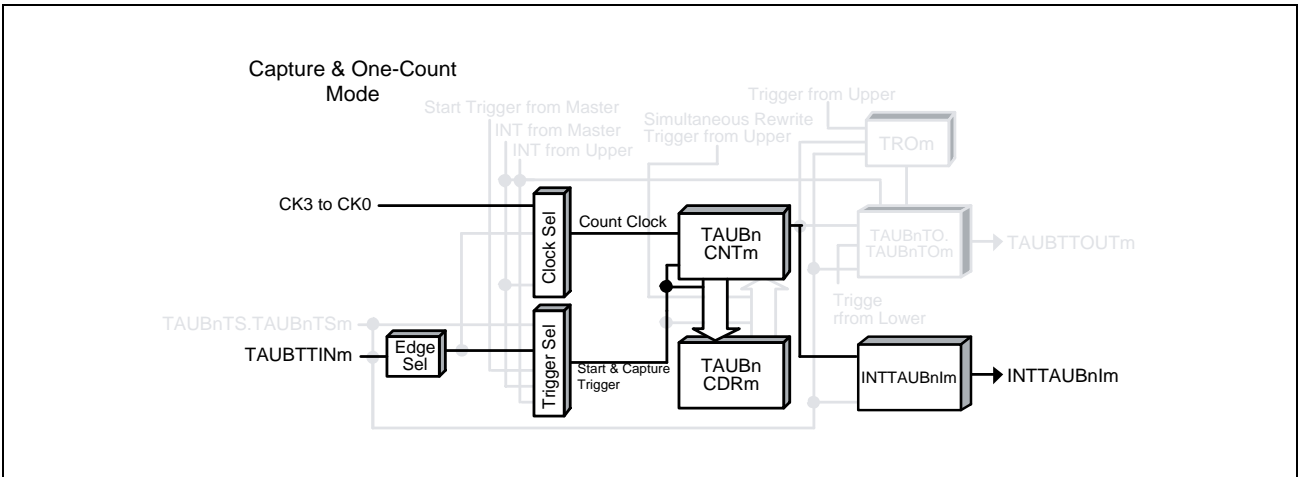 Capture & One-Count
Mode
Start Trigger from Master
INT from Master
INT from Upper
Simultaneous Rewrite
Trigger from Upper
Trigger from Upper
TROm
CK3 to CK0
Clock Sel
Count Clock
TAUBn
CNTm
TAUBnTO.
TAUBnTOm
TAUBTTOUTm
Trigge
rfrom Lower
TAUBnTS.TAUBnTSm
TAUBTTINm
Edge
Sel
Trigger Sel
Start & Capture
Trigger
TAUBn
CDRm
INTTAUBnIm
INTTAUBnIm